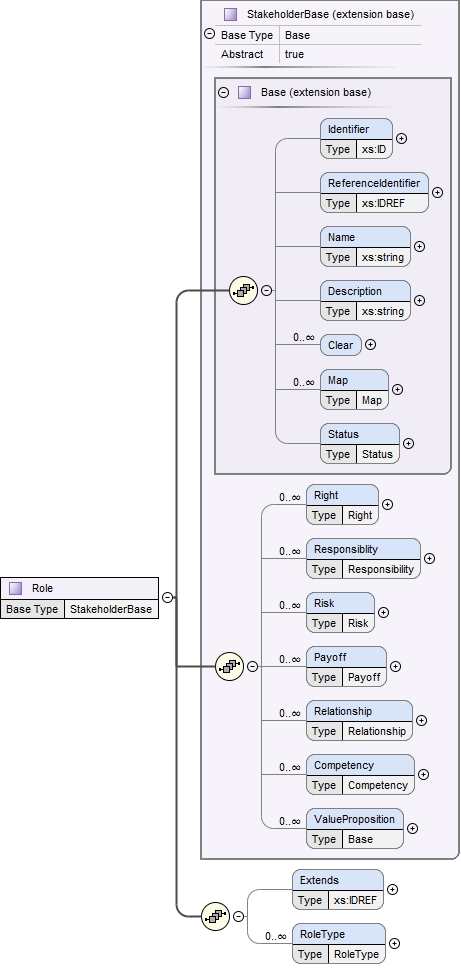 StakeholderBase (extension base)
Base Type Base
Abstract true
Base (extension base)
Identifier
Type xs:ID
ReferenceIdentifier
Type xs:IDREF
Name
Type xs:string
Description
Type xs:string
0..∞
Clear
0..∞
Map
Type Map
Status
Type Status
0..∞
Right
Type Right
0..∞
Responsiblity
Type Responsibility
0..∞
Risk
Type Risk
0..∞
Payoff
Type Payoff
0..∞
Relationship
Type Relationship
0..∞
Competency
Type Competency
0..∞
ValueProposition
Type Base
Role
Base Type StakeholderBase
Extends
Type xs:IDREF
0..∞
RoleType
Type RoleType